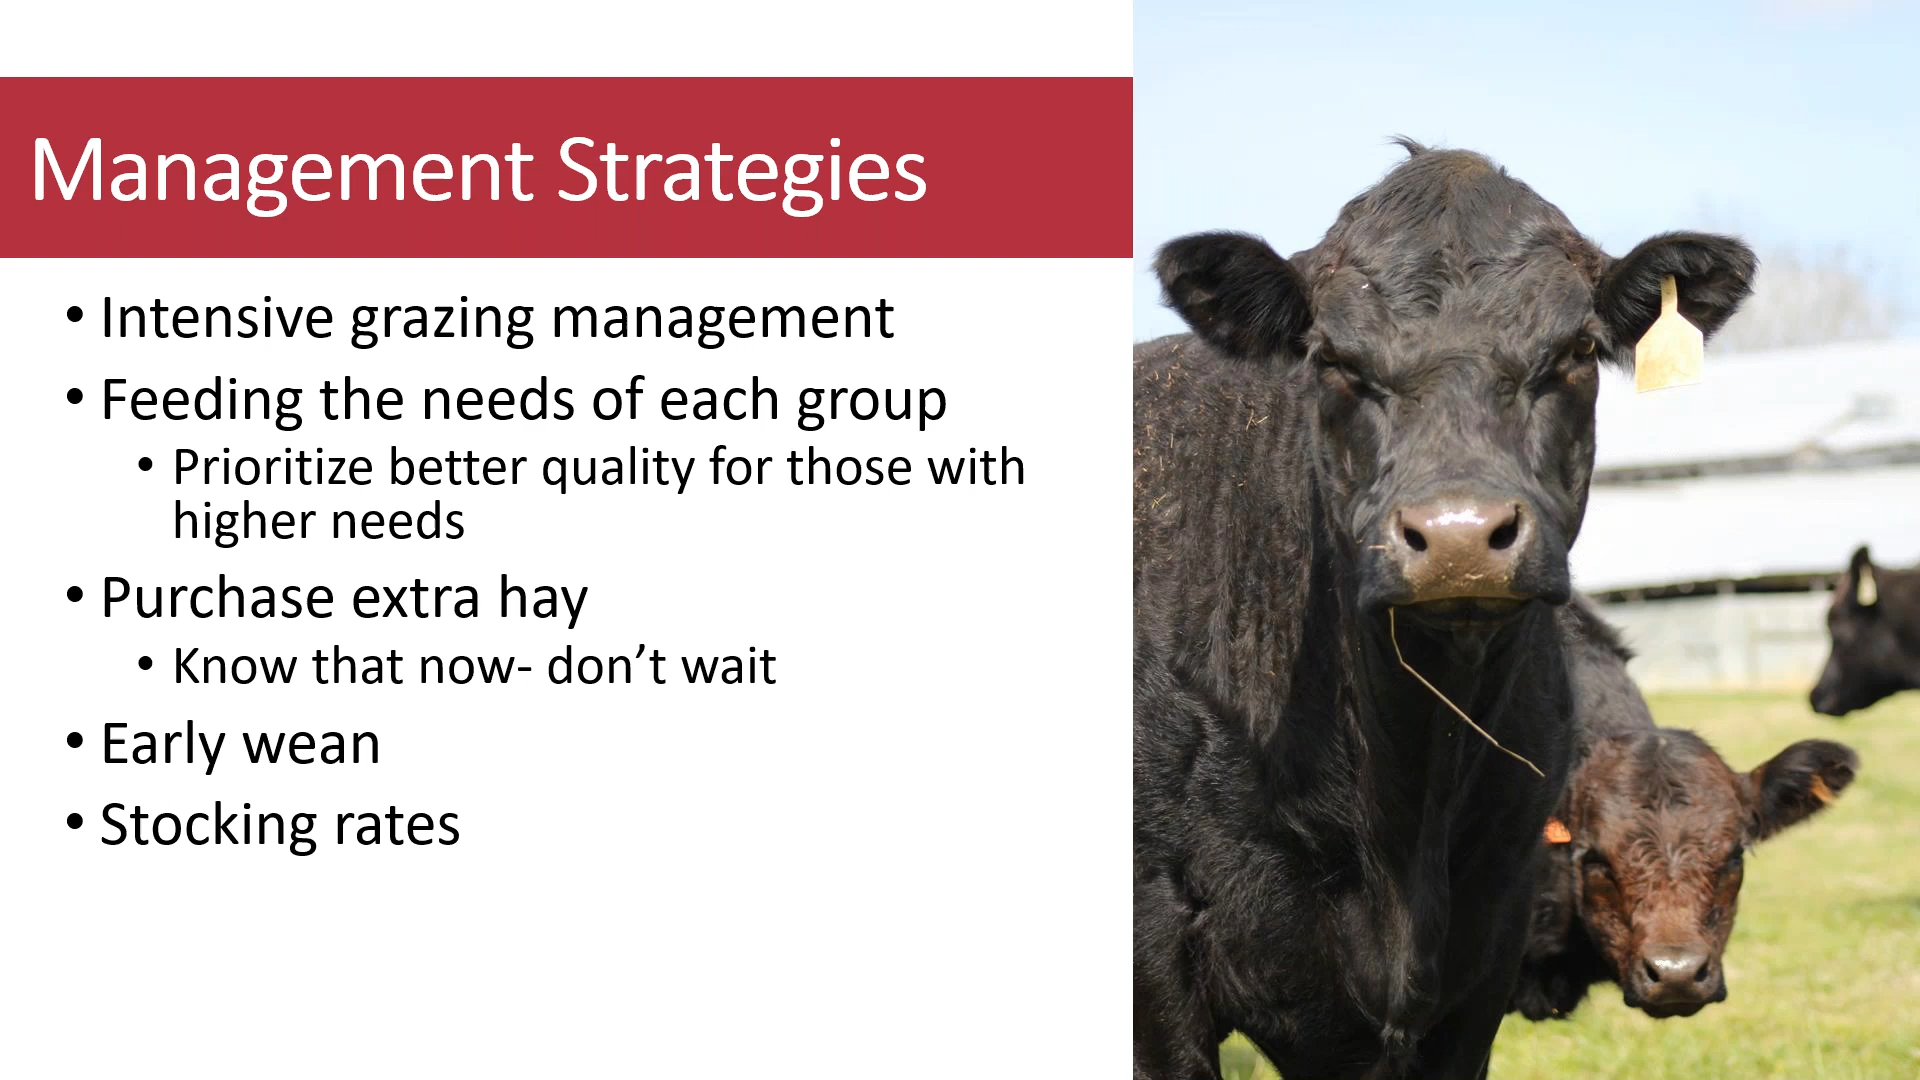 Management Strategies
• Intensive grazing management
• Feeding the needs of each group
• Prioritize better quality for those with
higher needs
• Purchase extra hay
• Know that now- don’t wait
• Early wean
• Stocking rates